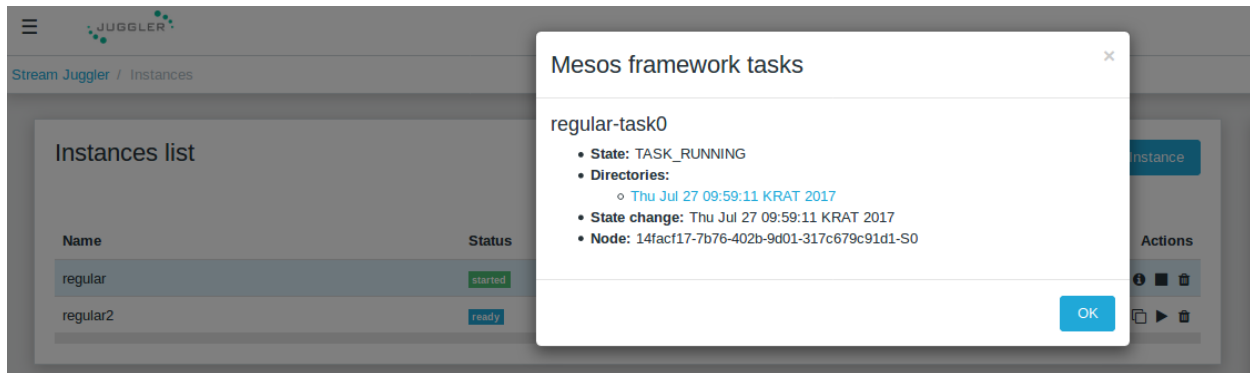 JUGGLER
Stream Juggler / Instances
Mesos framework tasks
×
regular-task0
State: TASK_RUNNING
Directories:
Thu Jul 27 09:59:11 KRAT 2017
State change: Thu Jul 27 09:59:11 KRAT 2017
Node: 14facf17-7b76-402b-9d01-317c679c91d1-S0
OK
Instances list
Instance
Name Status Actions
regular started
regular2 ready